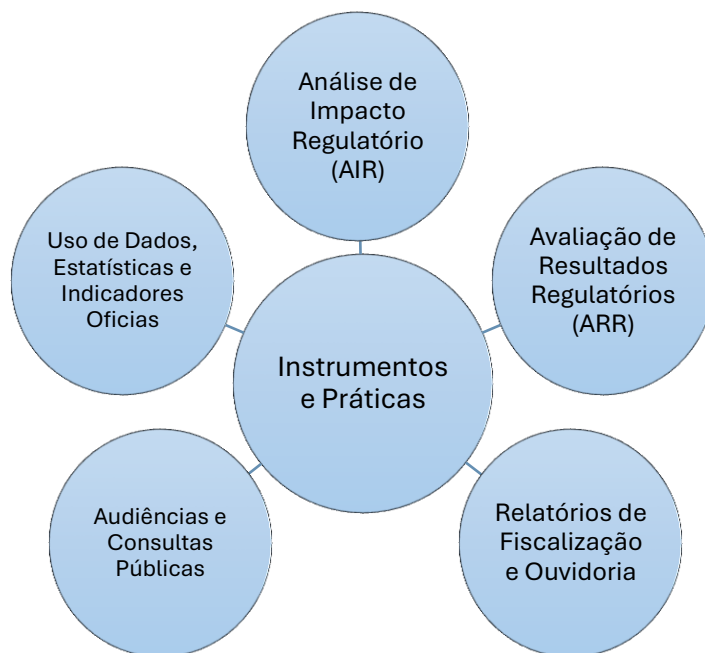 Análise de
Impacto
Regulatório
(AIR)
Uso de Dados,
Estatísticas e
Indicadores
Oficias
Avaliação de
Resultados
Regulatórios
(ARR)
Instrumentos
e Práticas
Audiências e
Consultas
Públicas
Relatórios de
Fiscalização
e Ouvidoria